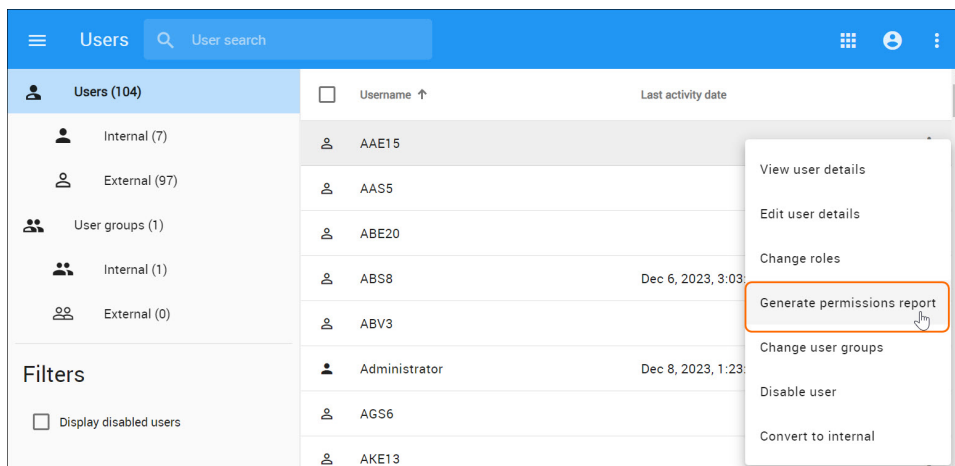 Users
User search
Users (104)
Internal (7)
External (97)
User groups (1)
Internal (1)
External (0)
Filters
Display disabled users
Username Last activity date
AAE15
AAS5
ABE20
ABS8 Dec 6, 2023, 3:03:
ABV3
Administrator Dec 8, 2023, 1:23:
AGS6
AKE13
View user details
Edit user details
Change roles
Generate permissions report
Change user groups
Disable user
Convert to internal